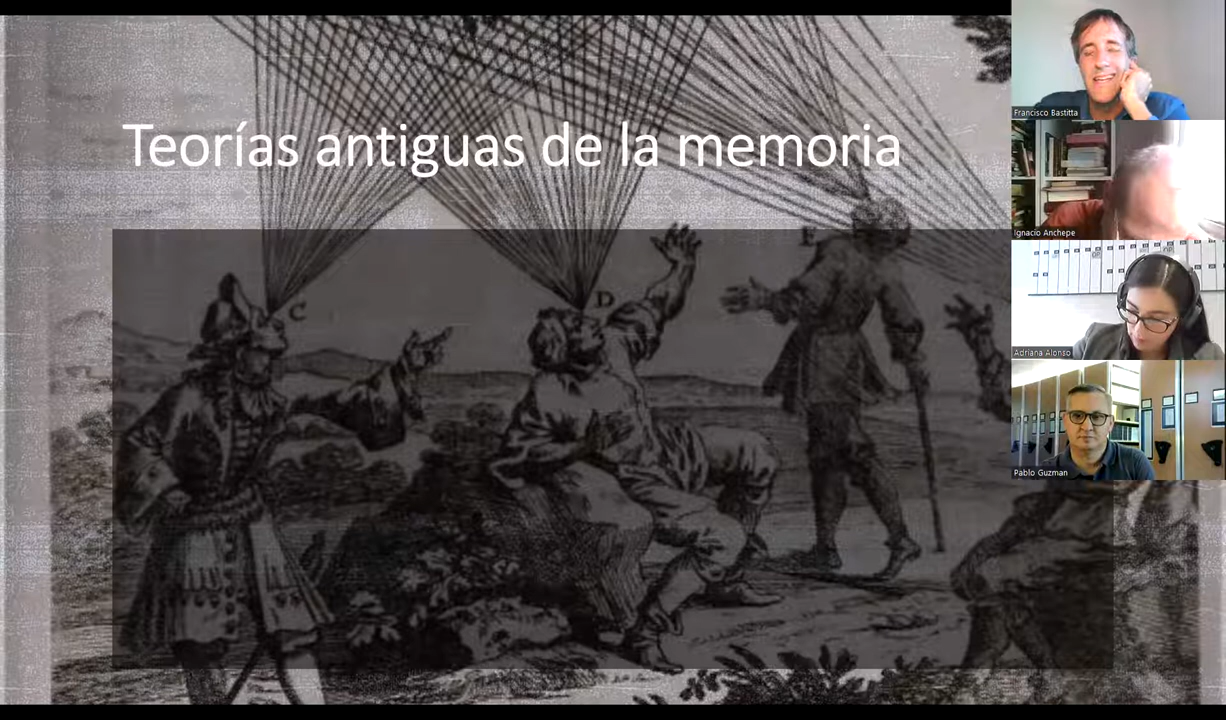 Teorías antiguas de la memoria
C
D
E
Francisco Bastitta
Ignacio Anchepe
Adriana Alonso
Pablo Guzman